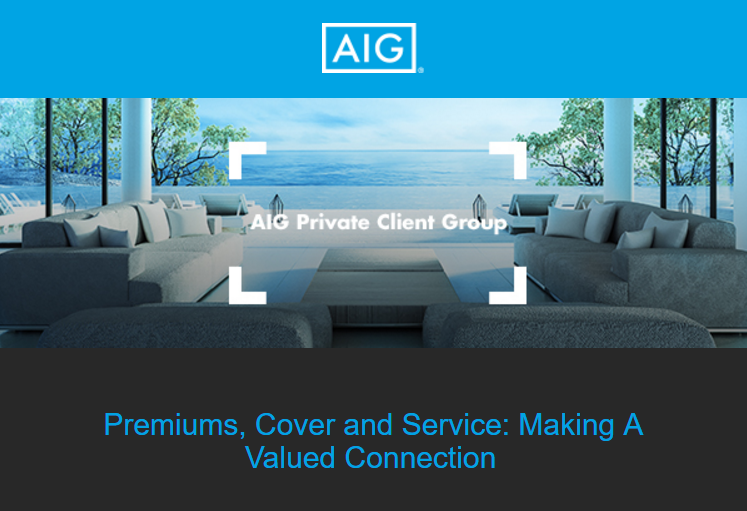 AIG
AIG Private Client Group
Premiums, Cover and Service: Making A
Valued Connection